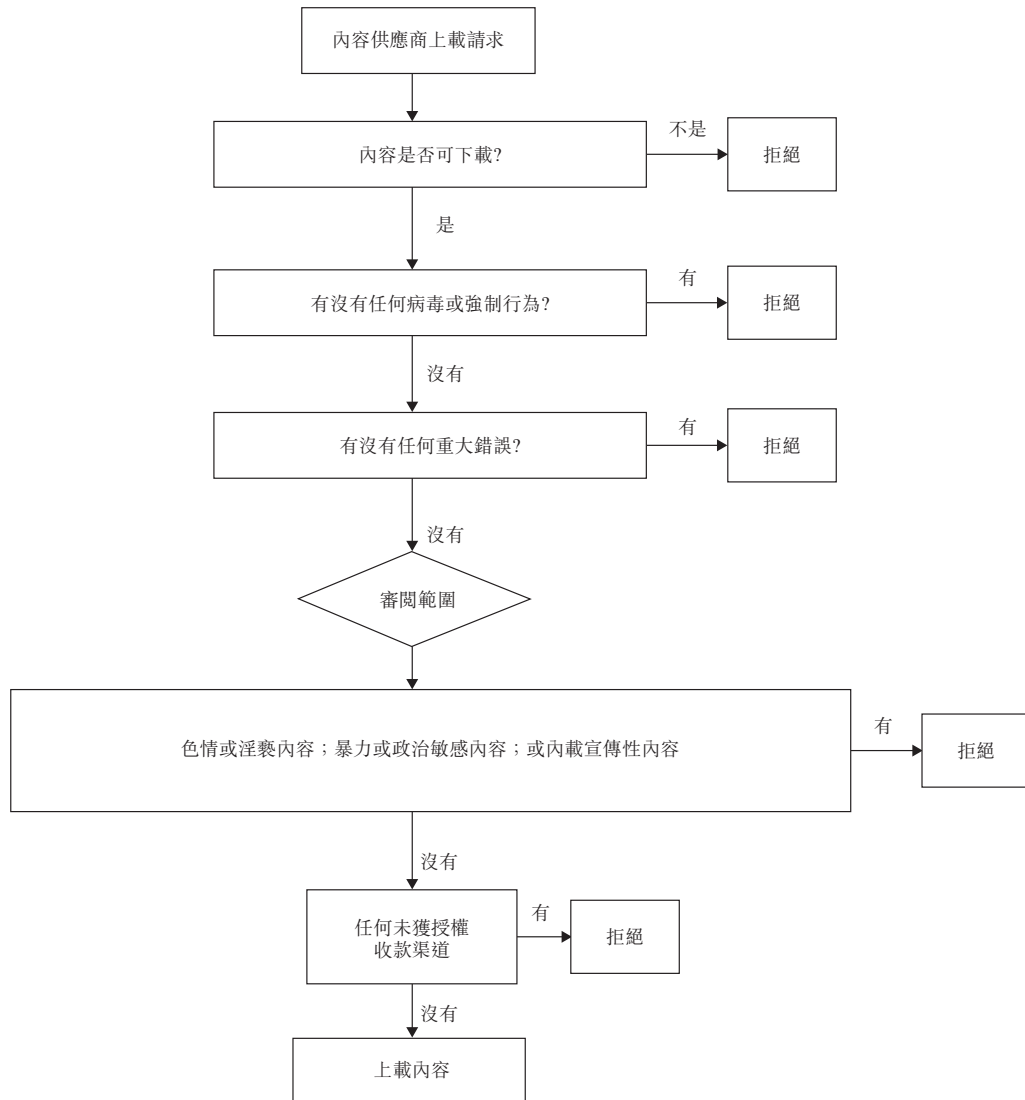 內容供應商上載請求
內容是否可下載?
不是
拒絕
是
有沒有任何病毒或強制行為?
有
拒絕
沒有
有沒有任何重大錯誤?
有
拒絕
沒有
審閱範圍
色情或淫褻內容；暴力或政治敏感內容；或內載宣傳性內容
有
拒絕
沒有
任何未獲授權
收款渠道
有
拒絕
沒有
上載內容